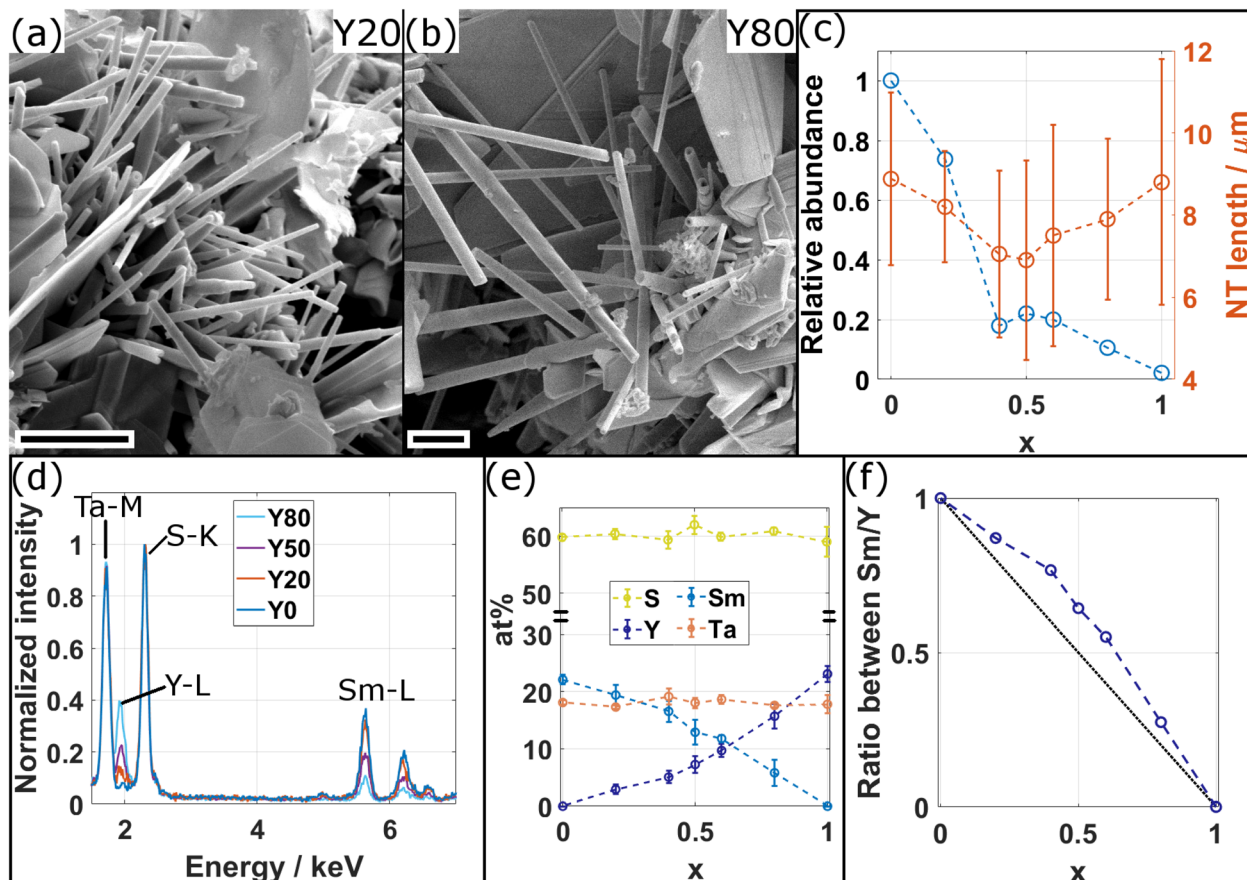 (a)
Y20
(b)
Y80
(c)
Relative abundance
1
0.8
0.6
0.4
0.2
0
12
10
8
6
4
NT length / μm
0
0.5
1
x
(d)
Ta-M
S-K
Y-L
Sm-L
Y80
Y50
Y20
Y0
Normalized intensity
1
0.8
0.6
0.4
0.2
0
2
4
6
Energy / keV
(e)
at%
60
50
30
20
10
0
S
Sm
Y
Ta
0
0.5
1
x
(f)
Ratio between Sm/Y
1
0.5
0
0
0.5
1
x